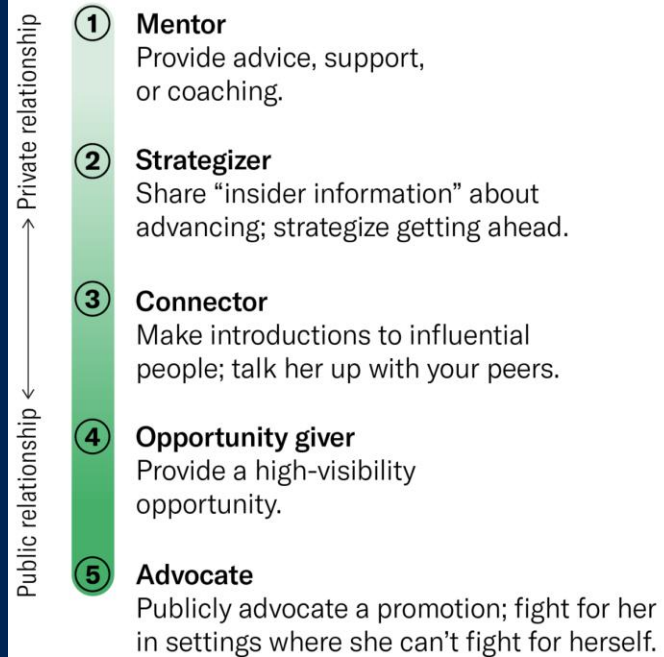 Private relationship
Public relationship
1
Mentor
Provide advice, support,
or coaching.
2
Strategizer
Share “insider information” about
advancing; strategize getting ahead.
3
Connector
Make introductions to influential
people; talk her up with your peers.
4
Opportunity giver
Provide a high-visibility
opportunity.
5
Advocate
Publicly advocate a promotion; fight for her
in settings where she can’t fight for herself.